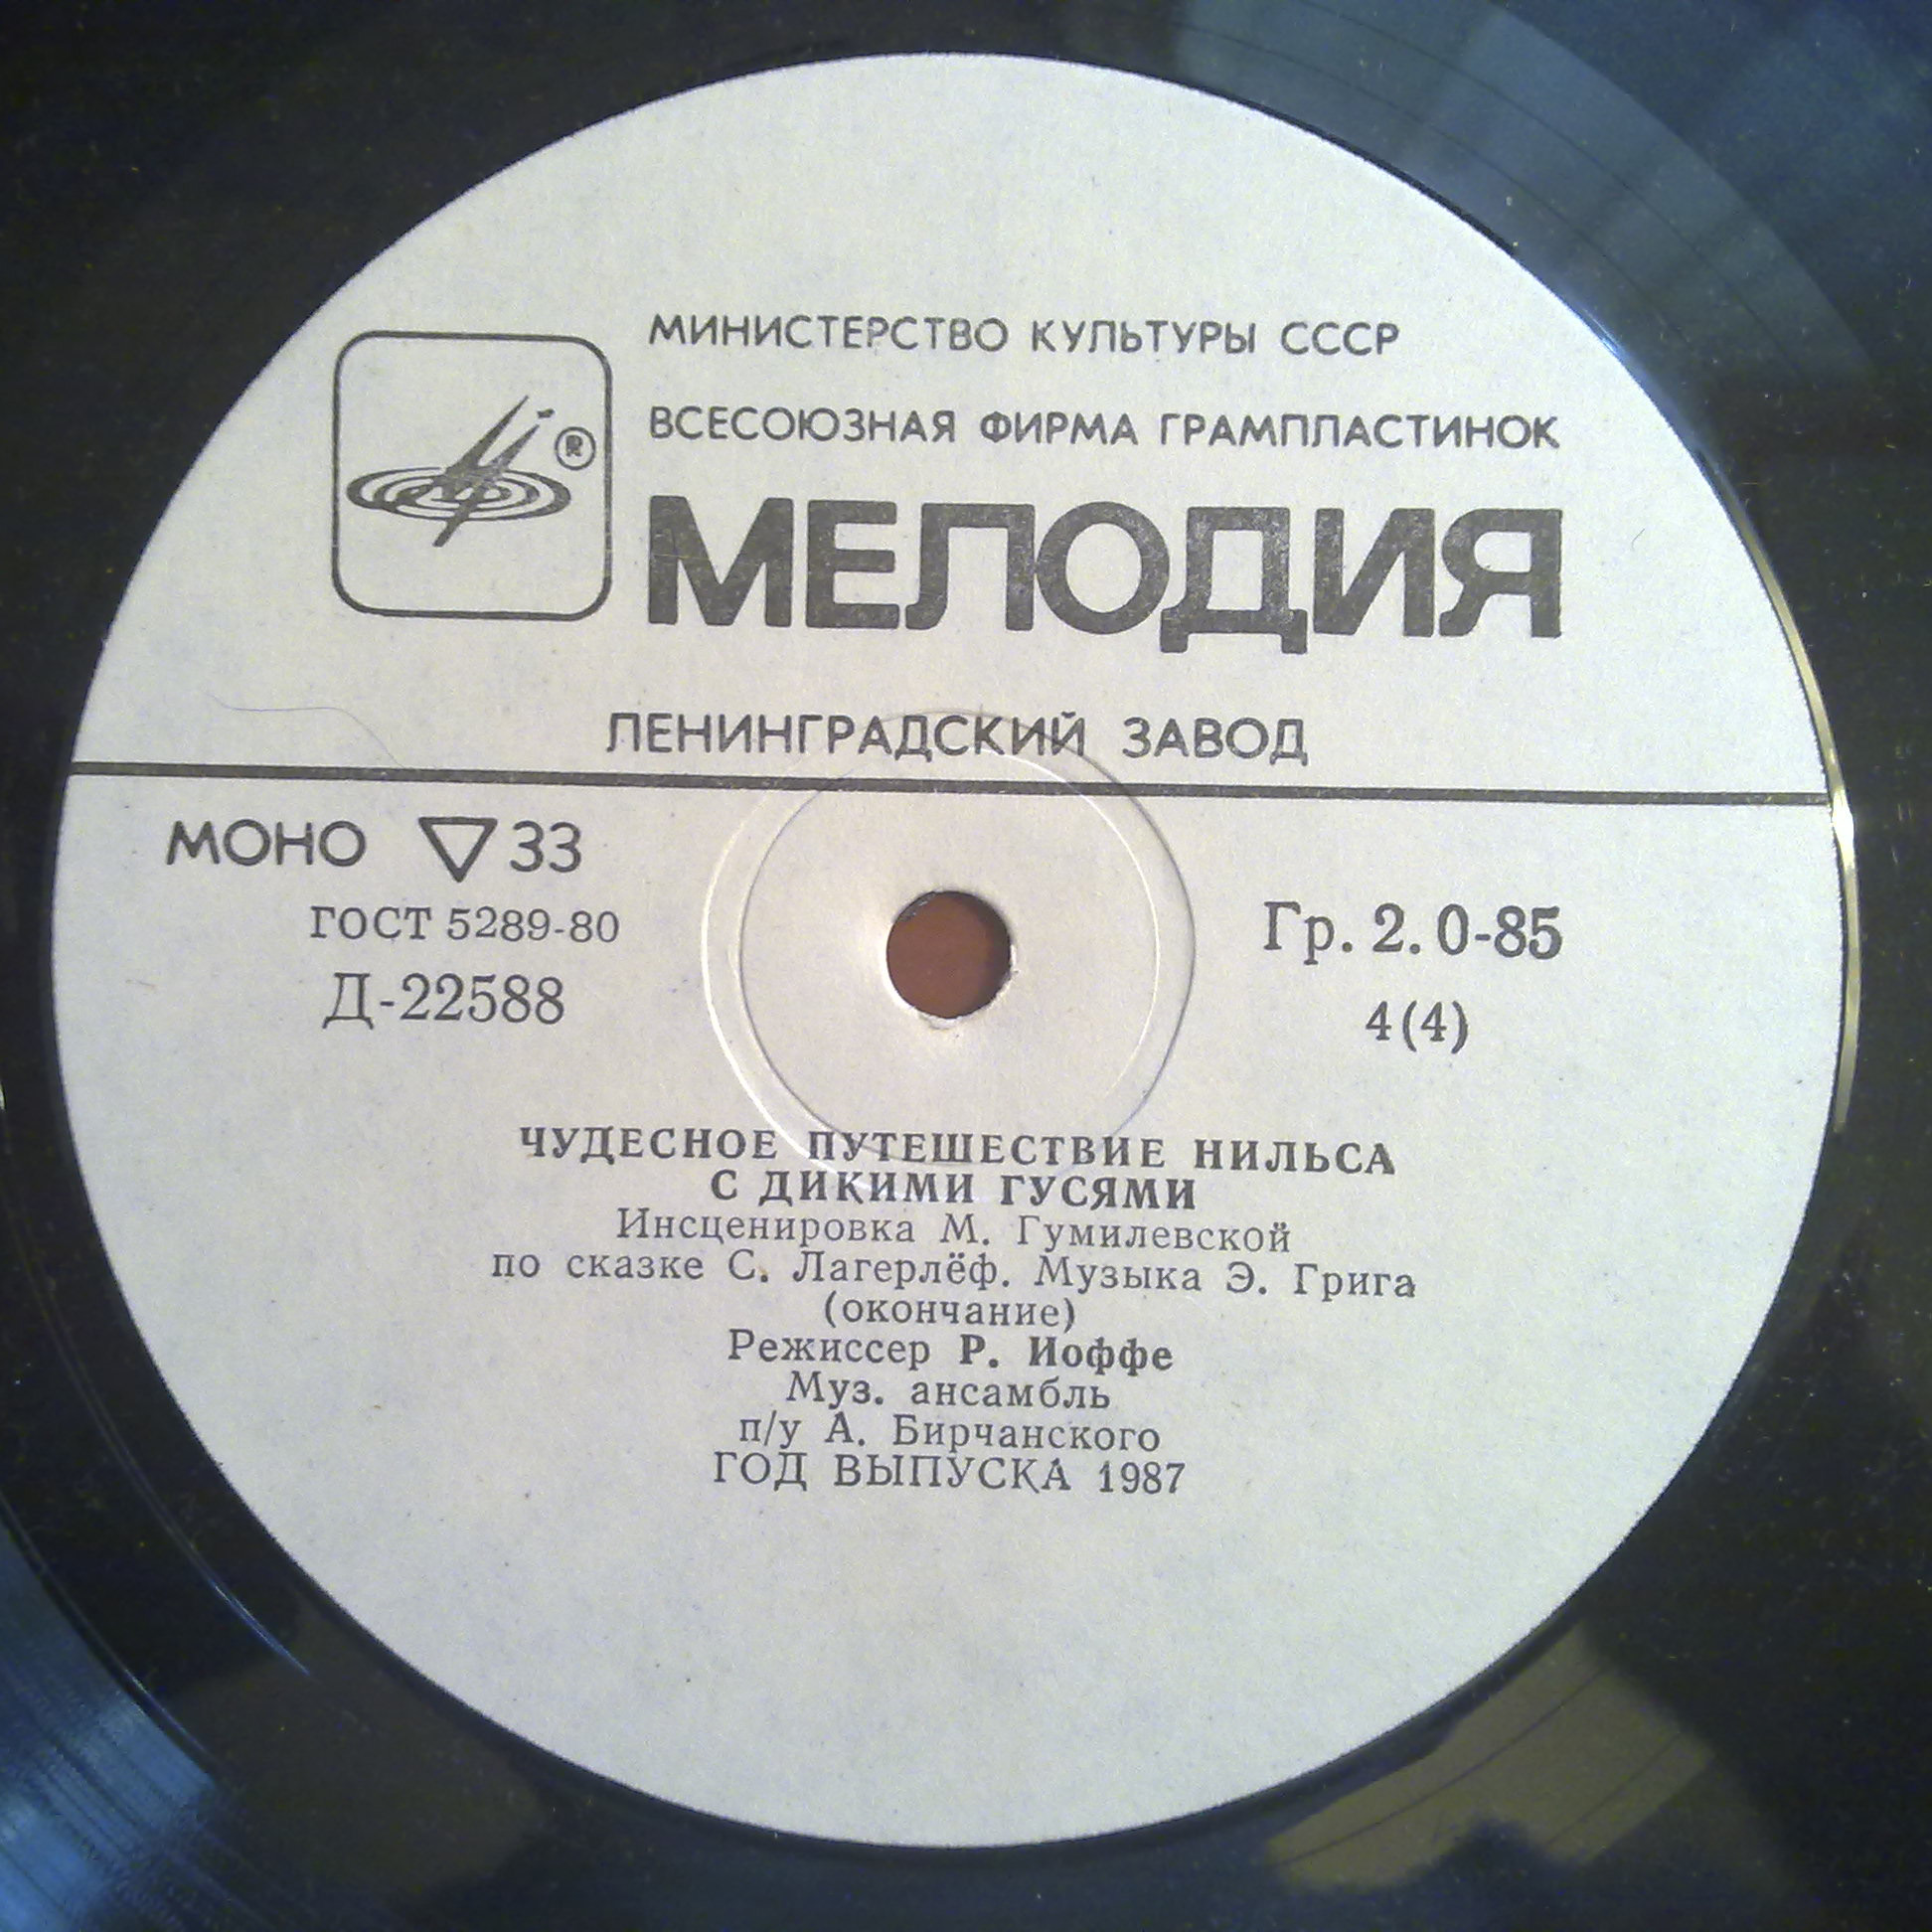 МИНИСТЕРСТВО КУЛЬТУРЫ СССР
ВСЕСОЮЗНАЯ ФИРМА ГРАМПЛАСТИНОК
®
МЕЛОДИЯ
ЛЕНИНГРАДСКИЙ ЗАВОД
МОНО ▽33
ГОСТ 5289-80
Д-22588
Гр. 2. 0-85
4(4)
ЧУДЕСНОЕ ПУТЕШЕСТВИЕ НИЛЬСА
С ДИКИМИ ГУСЯМИ
Инсценировка М. Гумилевской
по сказке С. Лагерлёф. Музыка Э. Грига
(окончание)
Режиссер Р. Иоффе
Муз. ансамбль
п/у А. Бирчанского
ГОД ВЫПУСКА 1987